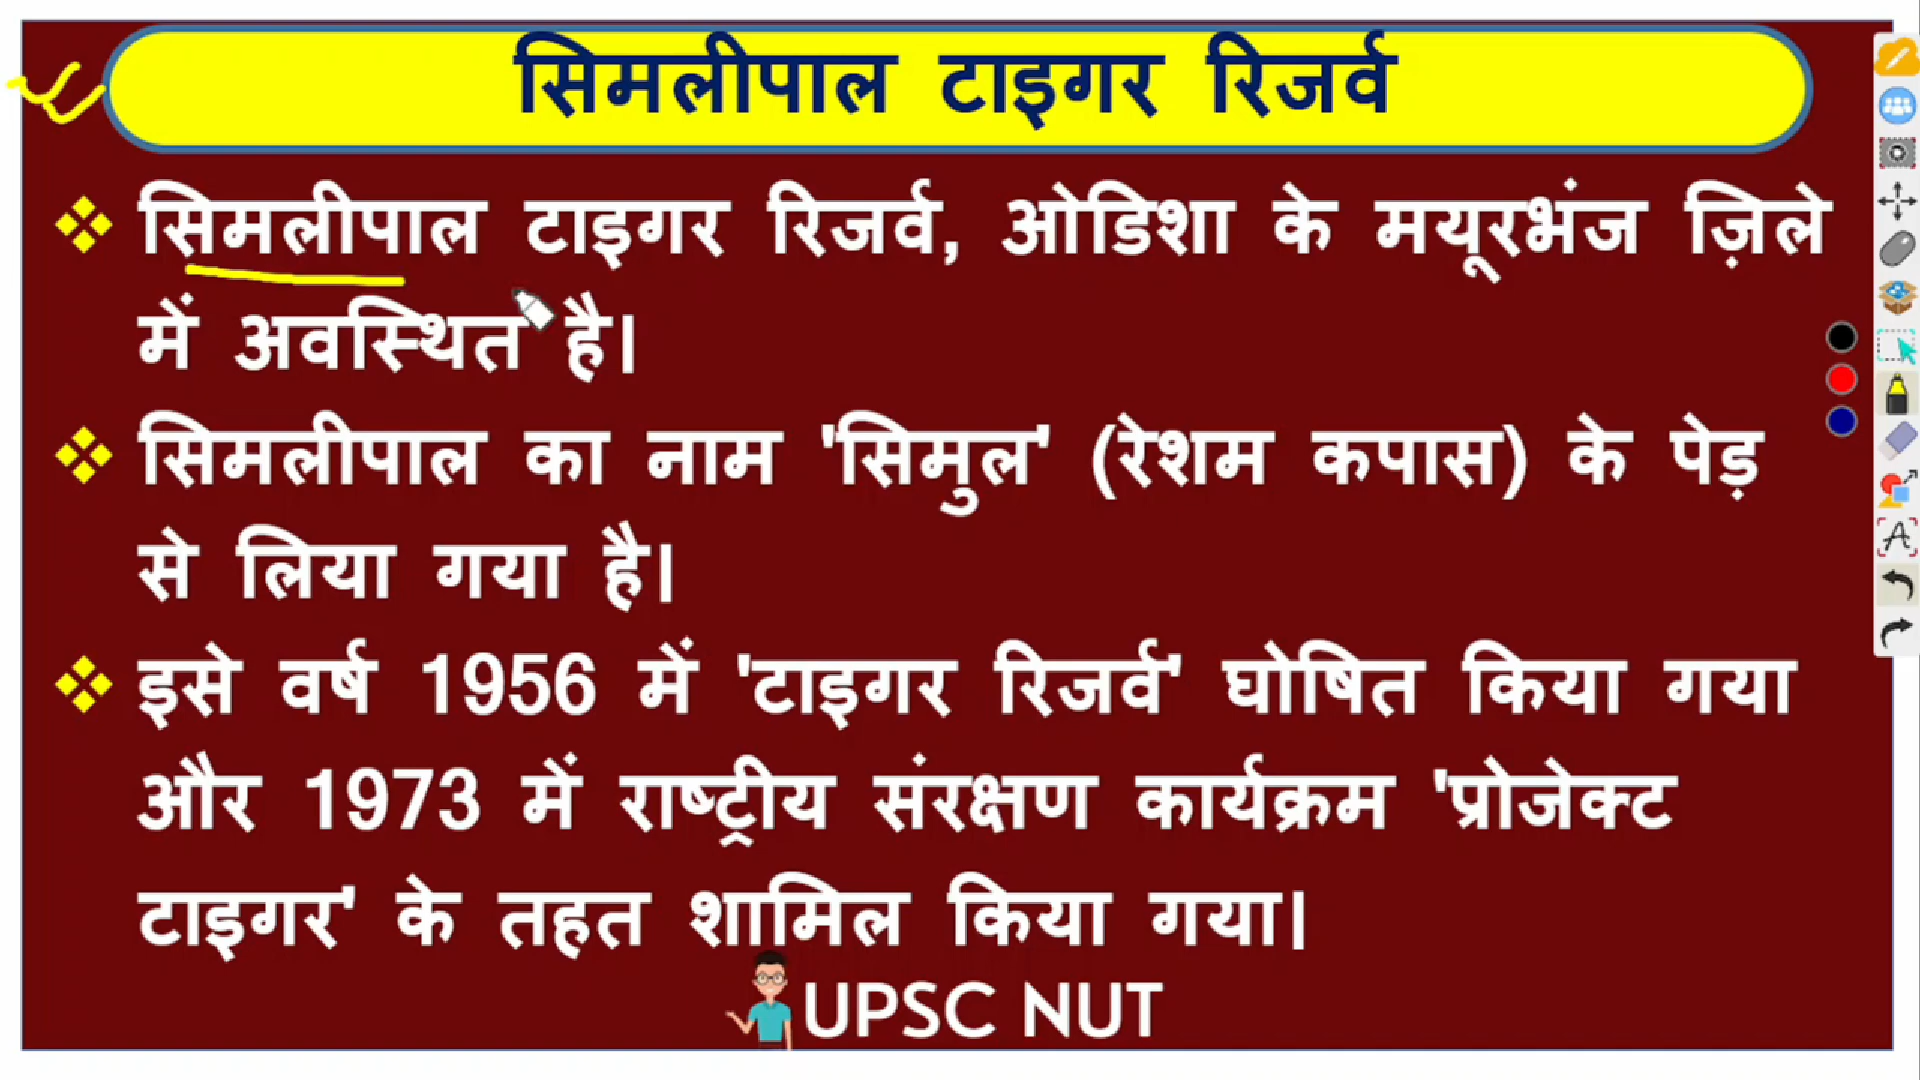 सिमलीपाल टाइगर रिजर्व
सिमलीपाल टाइगर रिजर्व, ओडिशा के मयूरभंज ज़िले
में अवस्थित है।
सिमलीपाल का नाम 'सिमुल' (रेशम कपास) के पेड़
से लिया गया है।
इसे वर्ष 1956 में 'टाइगर रिजर्व' घोषित किया गया
और 1973 में राष्ट्रीय संरक्षण कार्यक्रम 'प्रोजेक्ट
टाइगर' के तहत शामिल किया गया।
UPSC NUT